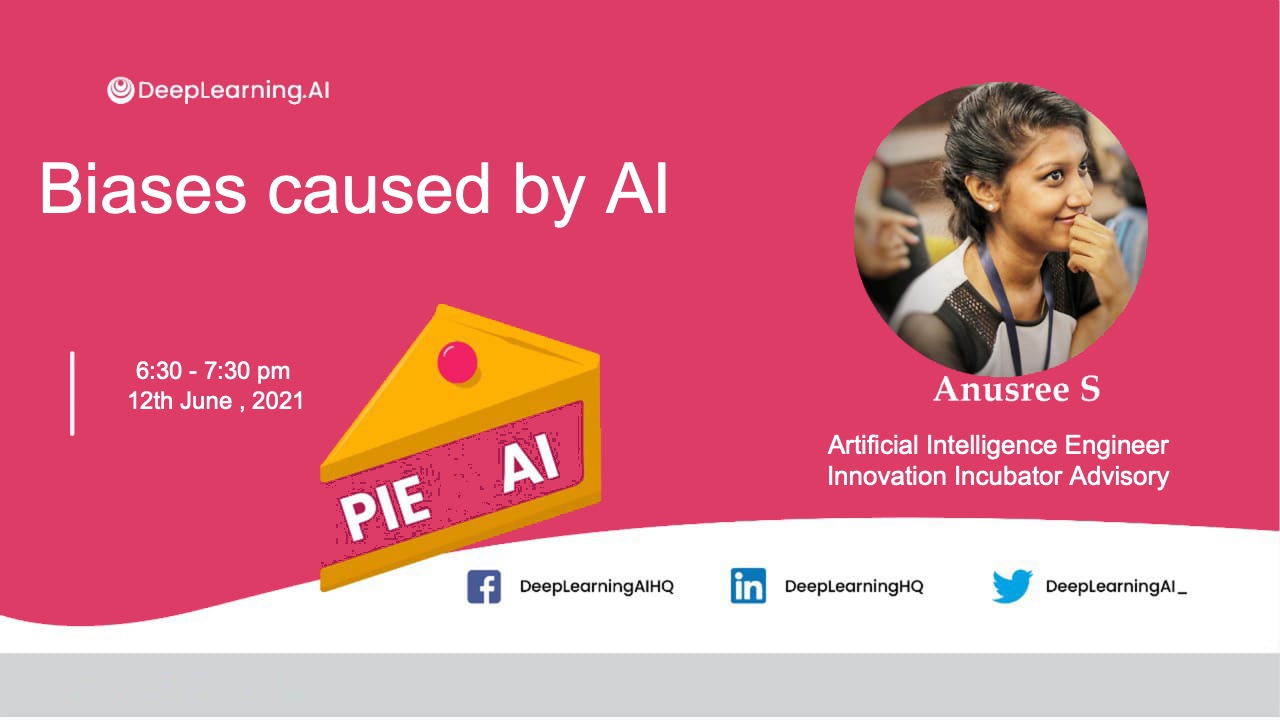 DeepLearning.AI
Biases caused by AI
6:30 - 7:30 pm
12th June , 2021
PIE AI
Anusree S
Artificial Intelligence Engineer
Innovation Incubator Advisory
DeepLearningAIHQ
DeepLearningHQ
DeepLearningAI_